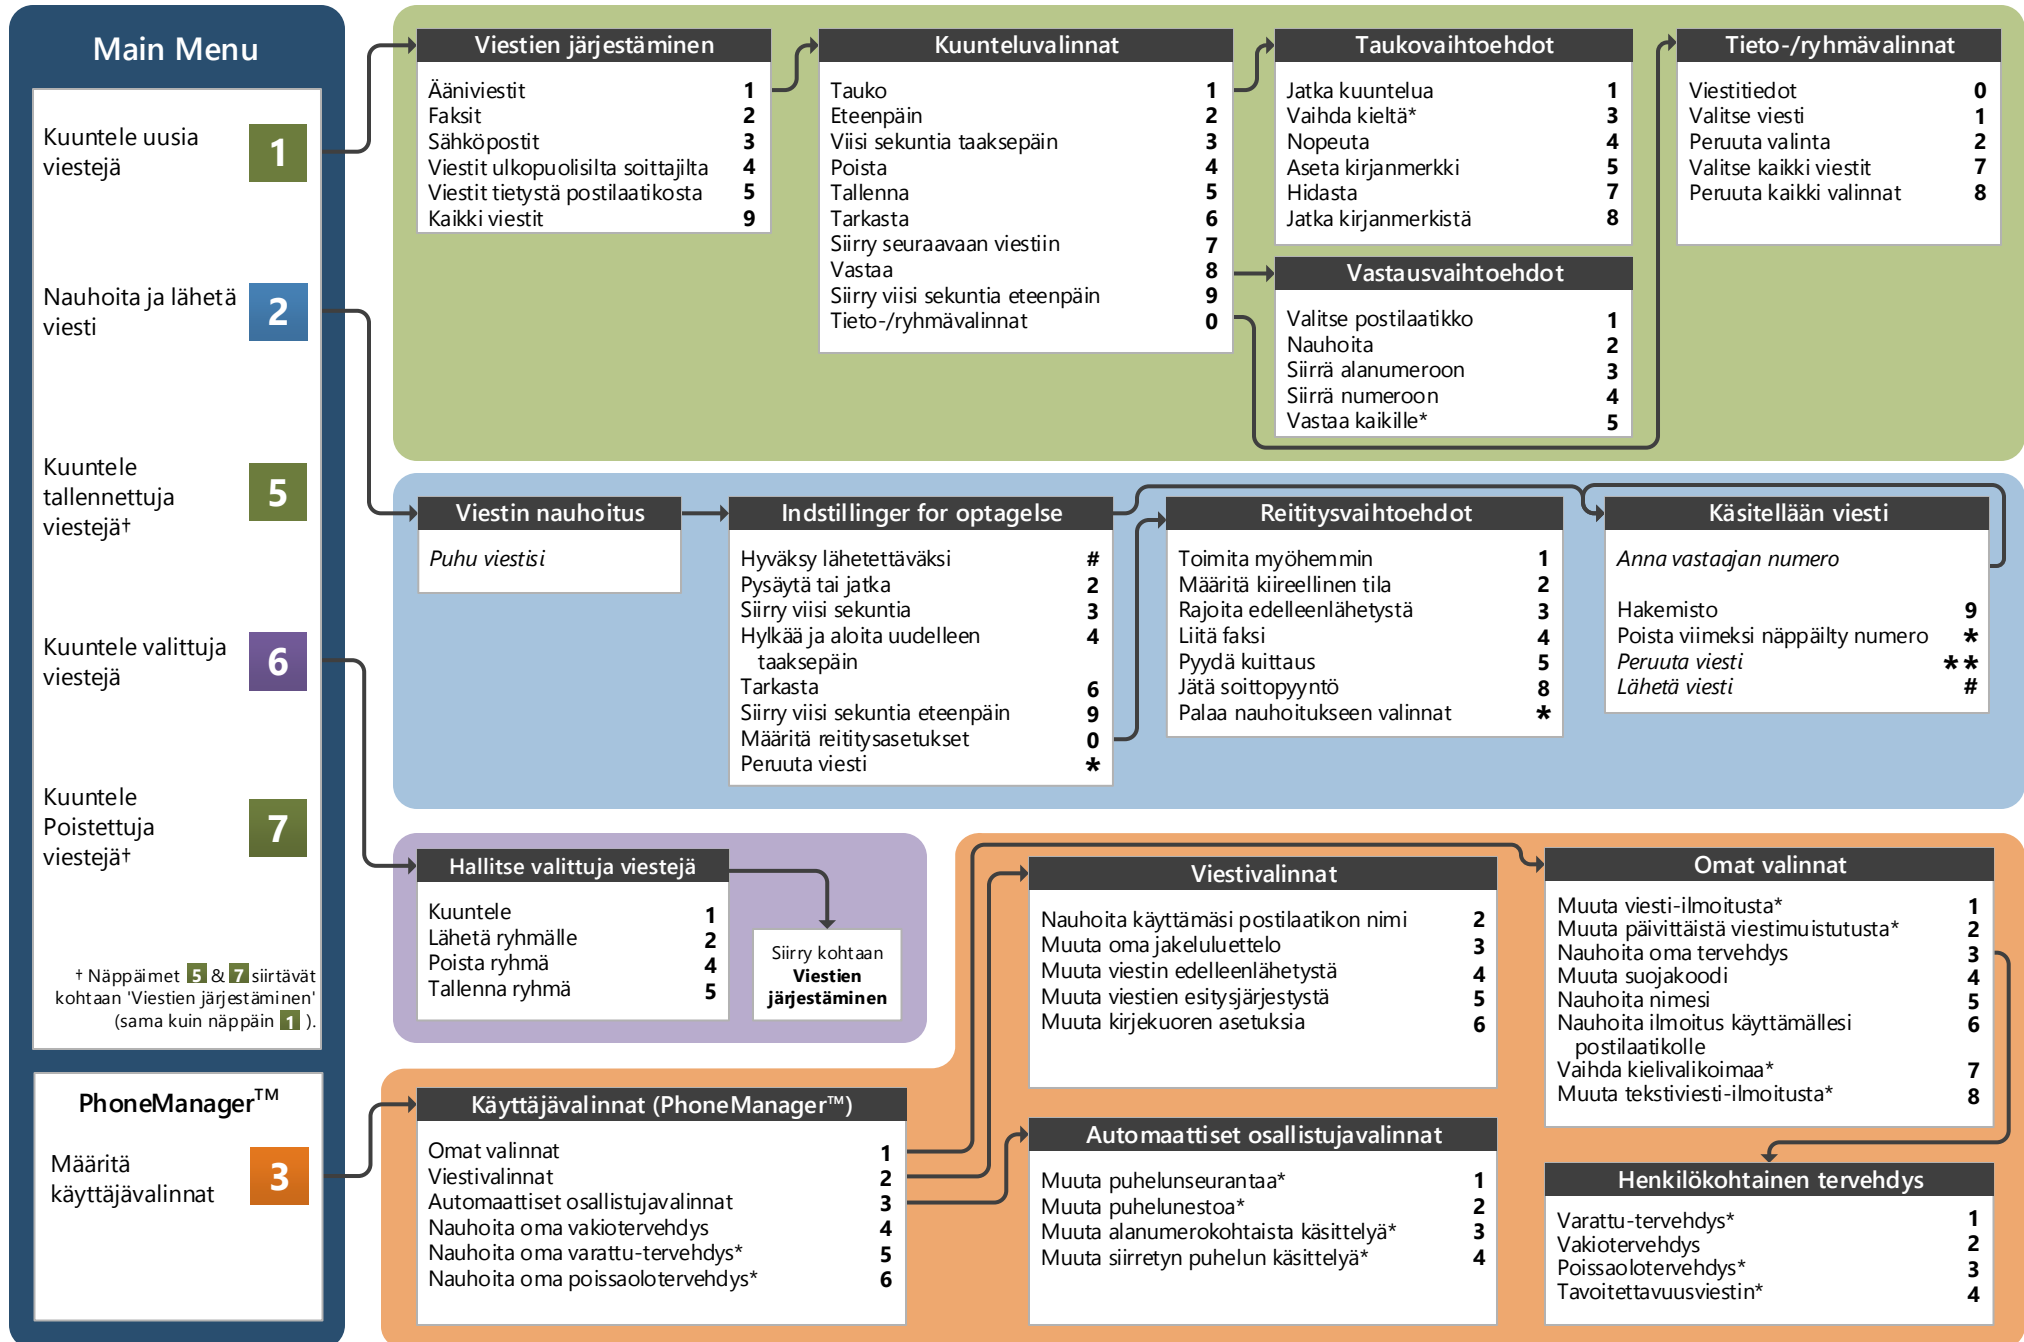 Main Menu
Kuuntele uusia
viestejä
1
Nauhoita ja lähetä
viesti
2
Kuuntele
tallennettuja
viestejä†
5
Kuuntele valittuja
viestejä
6
Kuuntele
Poistettuja
viestejä†
7
† Näppäimet 5 & 7 siirtävät
kohtaan 'Viestien järjestäminen'
(sama kuin näppäin 1 ).
PhoneManager™
Määritä
käyttäjävalinnat
3
Viestien järjestäminen
Ääniviestit 1
Faksit 2
Sähköpostit 3
Viestit ulkopuolisilta soittajilta 4
Viestit tietystä postilaatikosta 5
Kaikki viestit 9
Kuunteluvalinnat
Tauko 1
Eteenpäin 2
Viisi sekuntia taaksepäin 3
Poista 4
Tallenna 5
Tarkasta 6
Siirry seuraavaan viestiin 7
Vastaa 8
Siirry viisi sekuntia eteenpäin 9
Tieto-/ryhmävalinnat 0
Taukovaihtoehdot
Jatka kuuntelua 1
Vaihda kieltä* 3
Nopeuta 4
Aseta kirjanmerkki 5
Hidasta 7
Jatka kirjanmerkistä 8
Vastausvaihtoehdot
Valitse postilaatikko 1
Nauhoita 2
Siirrä alanumeroon 3
Siirrä numeroon 4
Vastaa kaikille* 5
Tieto-/ryhmävalinnat
Viestitiedot 0
Valitse viesti 1
Peruuta valinta 2
Valitse kaikki viestit 7
Peruuta kaikki valinnat 8
Viestin nauhoitus
Puhu viestisi
Indstillinger for optagelse
Hyväksy lähetettäväksi #
Pysäytä tai jatka 2
Siirry viisi sekuntia 3
Hylkää ja aloita uudelleen 4
taaksepäin
Tarkasta 6
Siirry viisi sekuntia eteenpäin 9
Määritä reititysasetukset 0
Peruuta viesti *
Reititysvaihtoehdot
Toimita myöhemmin 1
Määritä kiireellinen tila 2
Rajoita edelleenlähetystä 3
Liitä faksi 4
Pyydä kuittaus 5
Jätä soittopyyntö 8
Palaa nauhoitukseen valinnat *
Käsitellään viesti
Anna vastaajan numero
Hakemisto 9
Poista viimeksi näppäilty numero *
Peruuta viesti **
Lähetä viesti #
Hallitse valittuja viestejä
Kuuntele 1
Lähetä ryhmälle 2
Poista ryhmä 4
Tallenna ryhmä 5
Siirry kohtaan
Viestien
järjestäminen
Käyttäjävalinnat (PhoneManager™)
Omat valinnat 1
Viestivalinnat 2
Automaattiset osallistujavalinnat 3
Nauhoita oma vakiotervehdys 4
Nauhoita oma varattu-tervehdys* 5
Nauhoita oma poissaolotervehdys* 6
Viestivalinnat
Nauhoita käyttämäsi postilaatikon nimi 2
Muuta oma jakeluluettelo 3
Muuta viestin edelleenlähetystä 4
Muuta viestien esitysjärjestystä 5
Muuta kirjekuoren asetuksia 6
Automaattiset osallistujavalinnat
Muuta puhelunseurantaa* 1
Muuta puhelunestoa* 2
Muuta alanumerokohtaista käsittelyä* 3
Muuta siirretyn puhelun käsittelyä* 4
Omat valinnat
Muuta viesti-ilmoitusta* 1
Muuta päivittäistä viestimuistutusta* 2
Nauhoita oma tervehdys 3
Muuta suojakoodi 4
Nauhoita nimesi 5
Nauhoita ilmoitus käyttämällesi 6
postilaatikolle
Vaihda kielivalikoimaa* 7
Muuta tekstiviesti-ilmoitusta* 8
Henkilökohtainen tervehdys
Varattu-tervehdys* 1
Vakiotervehdys 2
Poissaolotervehdys* 3
Tavoitettavuusviestin* 4